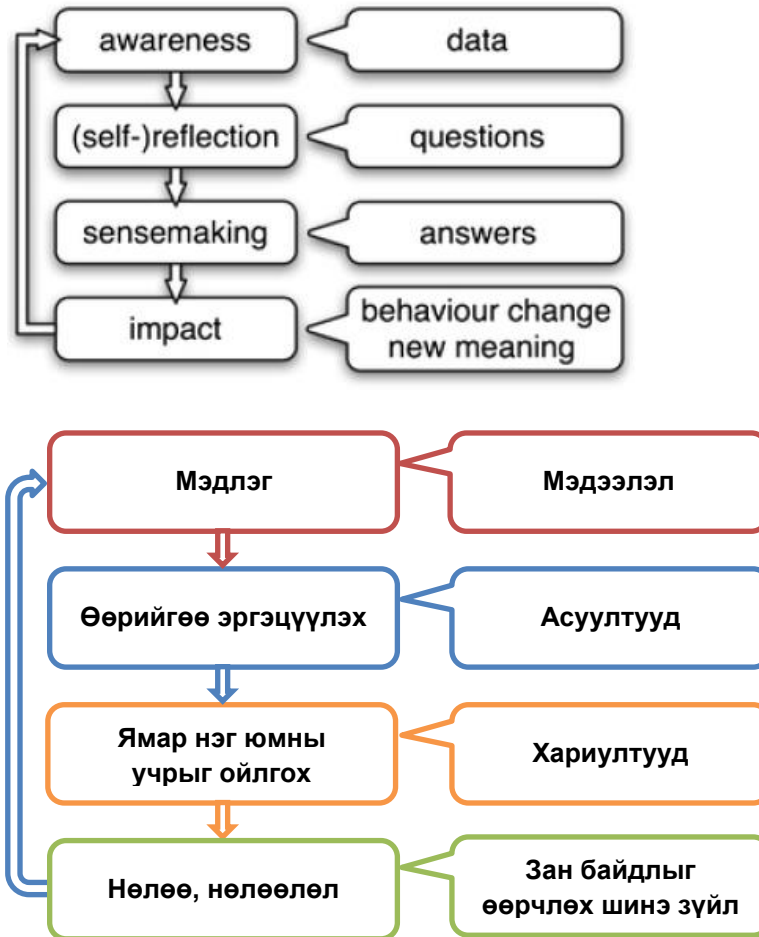 awareness
data
(self-)reflection
questions
sensemaking
answers
impact
behaviour change
new meaning
Мэдлэг
Мэдээлэл
Өөрийгөө эргэцүүлэх
Асуултууд
Ямар нэг юмны
учрыг ойлгох
Хариултууд
Нөлөө, нөлөөлөл
Зан байдлыг
өөрчлөх шинэ зүйл